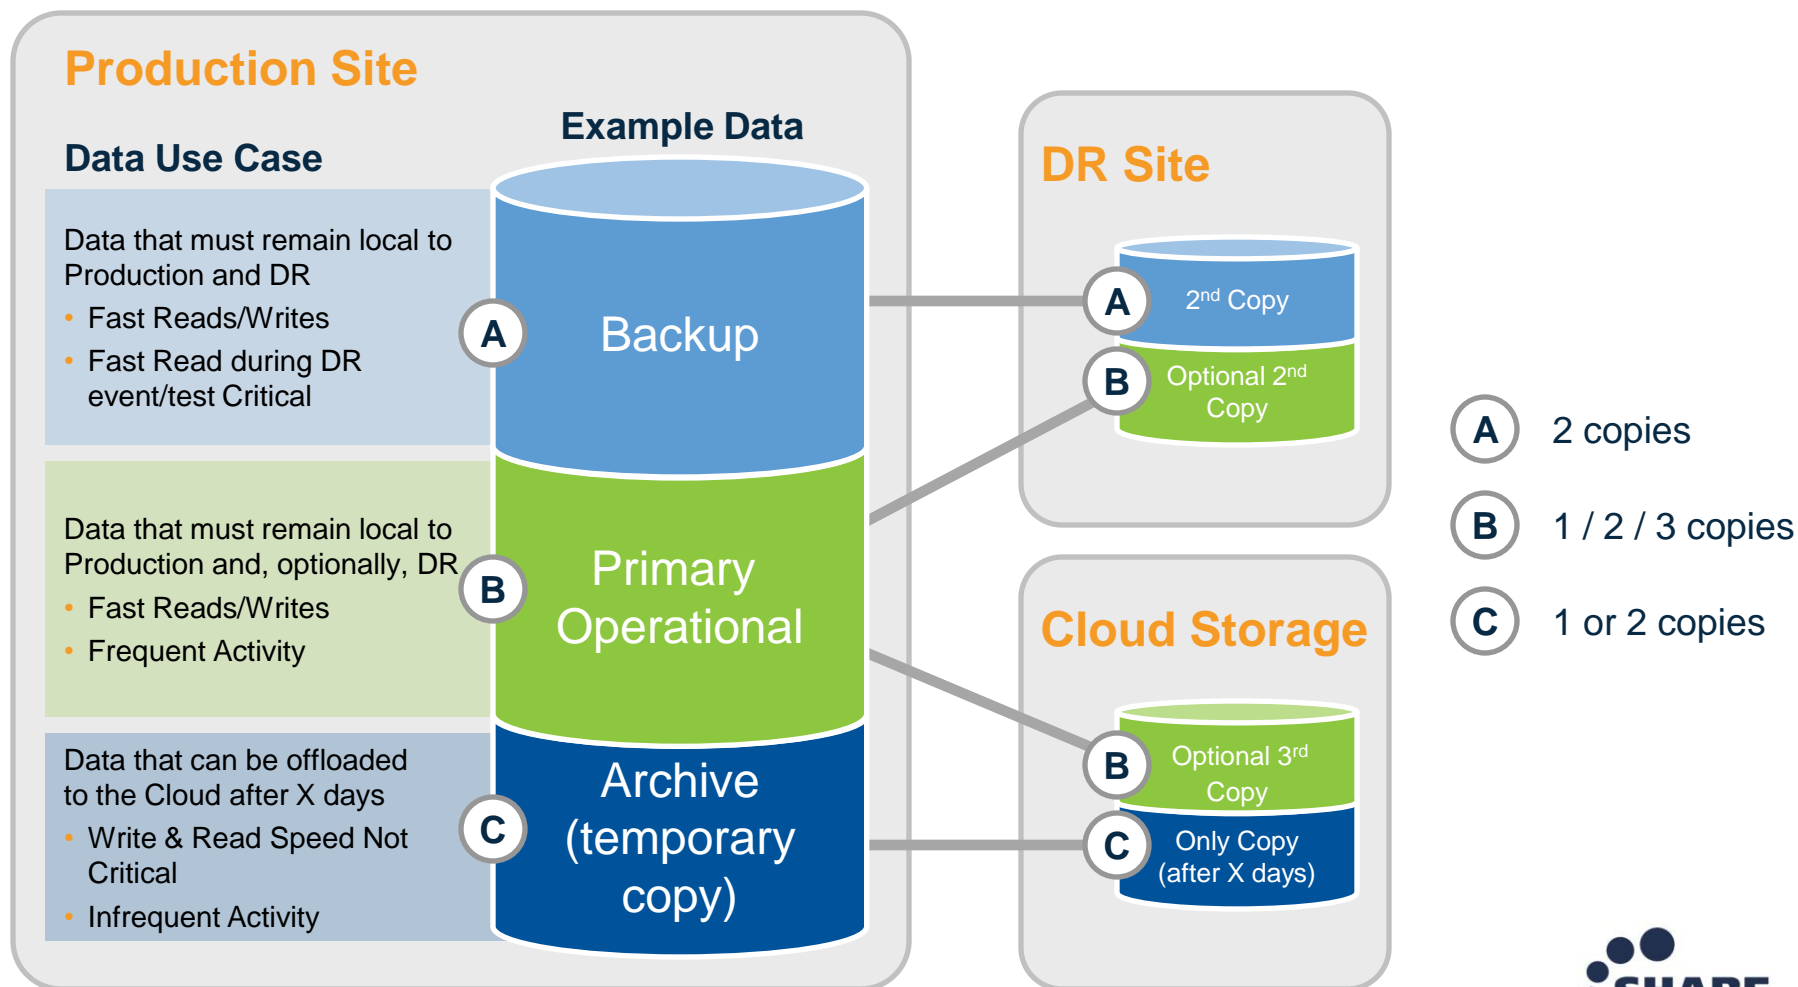 Production Site
Data Use Case
Example Data
Data that must remain local to
Production and DR
• Fast Reads/Writes
• Fast Read during DR
event/test Critical
A
Backup
Data that must remain local to
Production and, optionally, DR
• Fast Reads/Writes
• Frequent Activity
B
Primary
Operational
Data that can be offloaded
to the Cloud after X days
• Write & Read Speed Not
Critical
• Infrequent Activity
C
Archive
(temporary
copy)
DR Site
A
2nd Copy
B
Optional 2nd
Copy
Cloud Storage
B
Optional 3rd
Copy
C
Only Copy
(after X days)
A 2 copies
B 1 / 2 / 3 copies
C 1 or 2 copies
SHARE